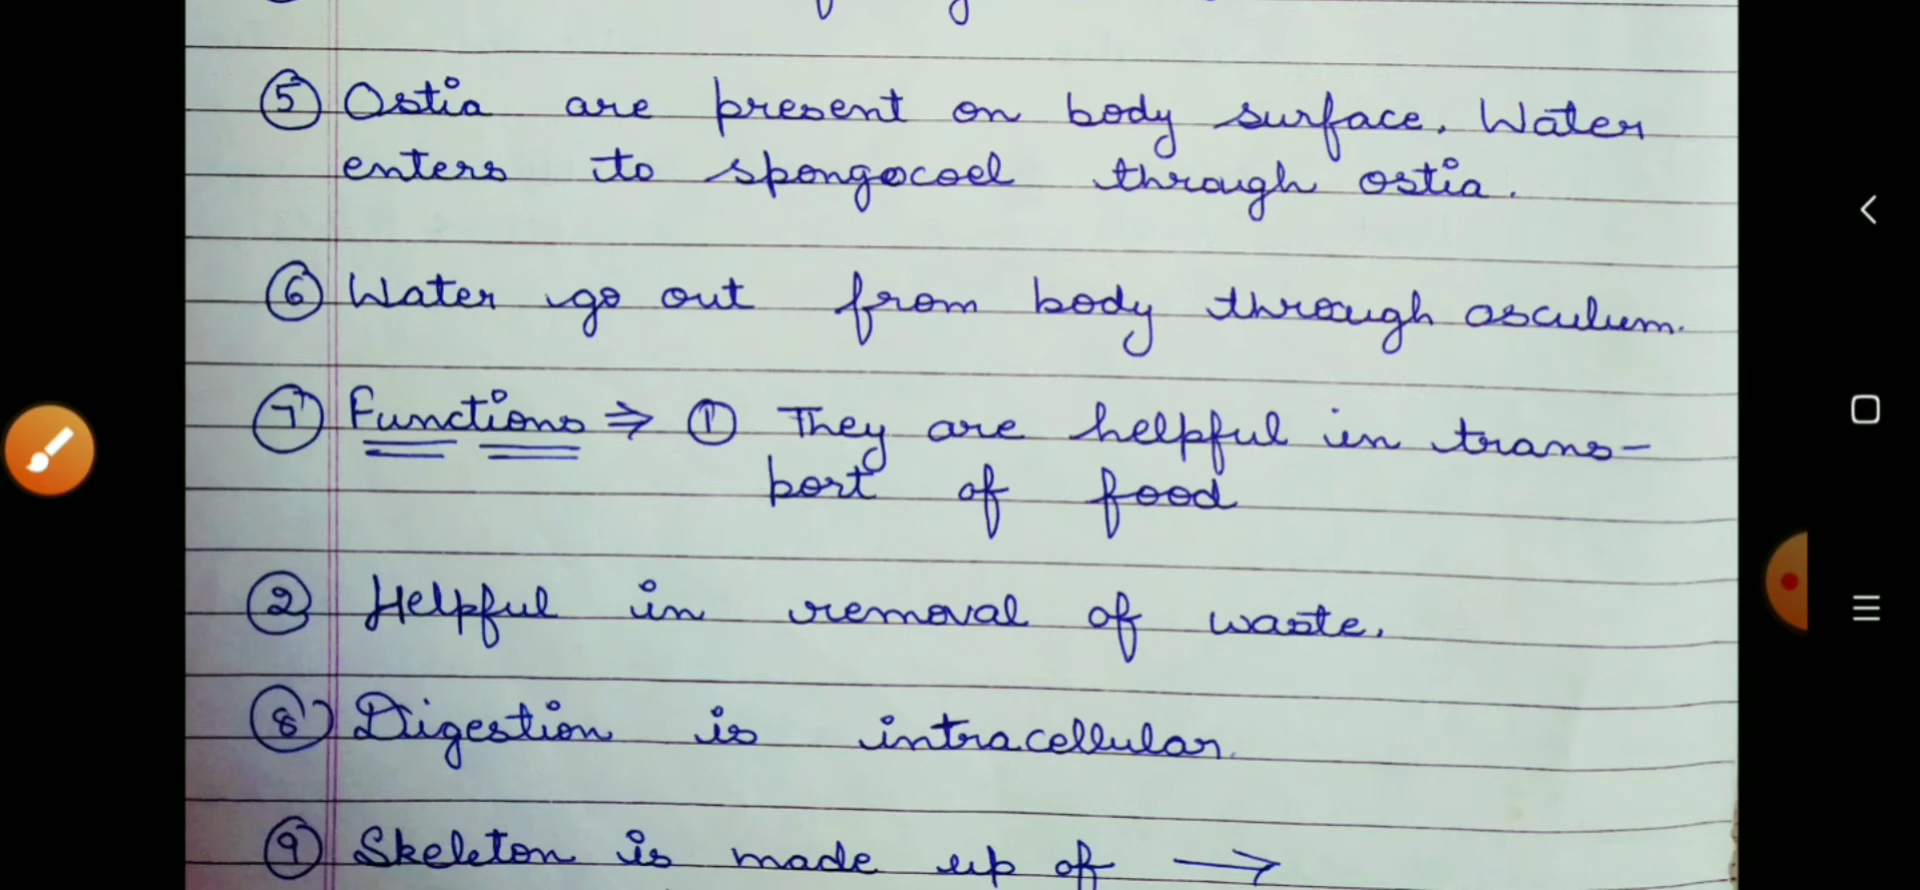 ⑤ Ostia are present on body surface. Water
enters to spongocoel through ostia.
⑥ Water go out from body through osculum.
⑦ Functions ⇒ ① They are helpful in trans-
port of food
② Helpful in removal of waste.
⑧ Digestion is intracellular.
⑨ Skeleton is made up of →